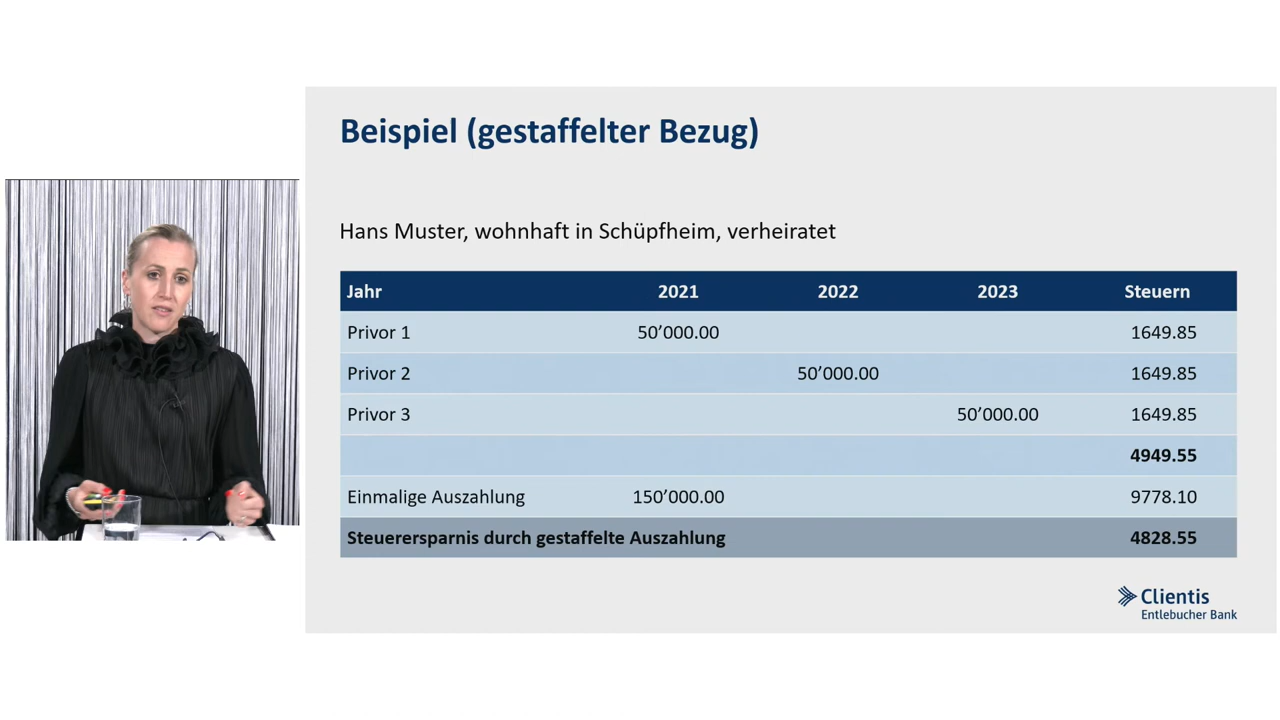 Beispiel (gestaffelter Bezug)
Hans Muster, wohnhaft in Schüpfheim, verheiratet
Jahr 2021 2022 2023 Steuern
Privor 1 50’000.00 1649.85
Privor 2 50’000.00 1649.85
Privor 3 50’000.00 1649.85
4949.55
Einmalige Auszahlung 150’000.00 9778.10
Steuerersparnis durch gestaffelte Auszahlung 4828.55
Clientis
Entlebucher Bank